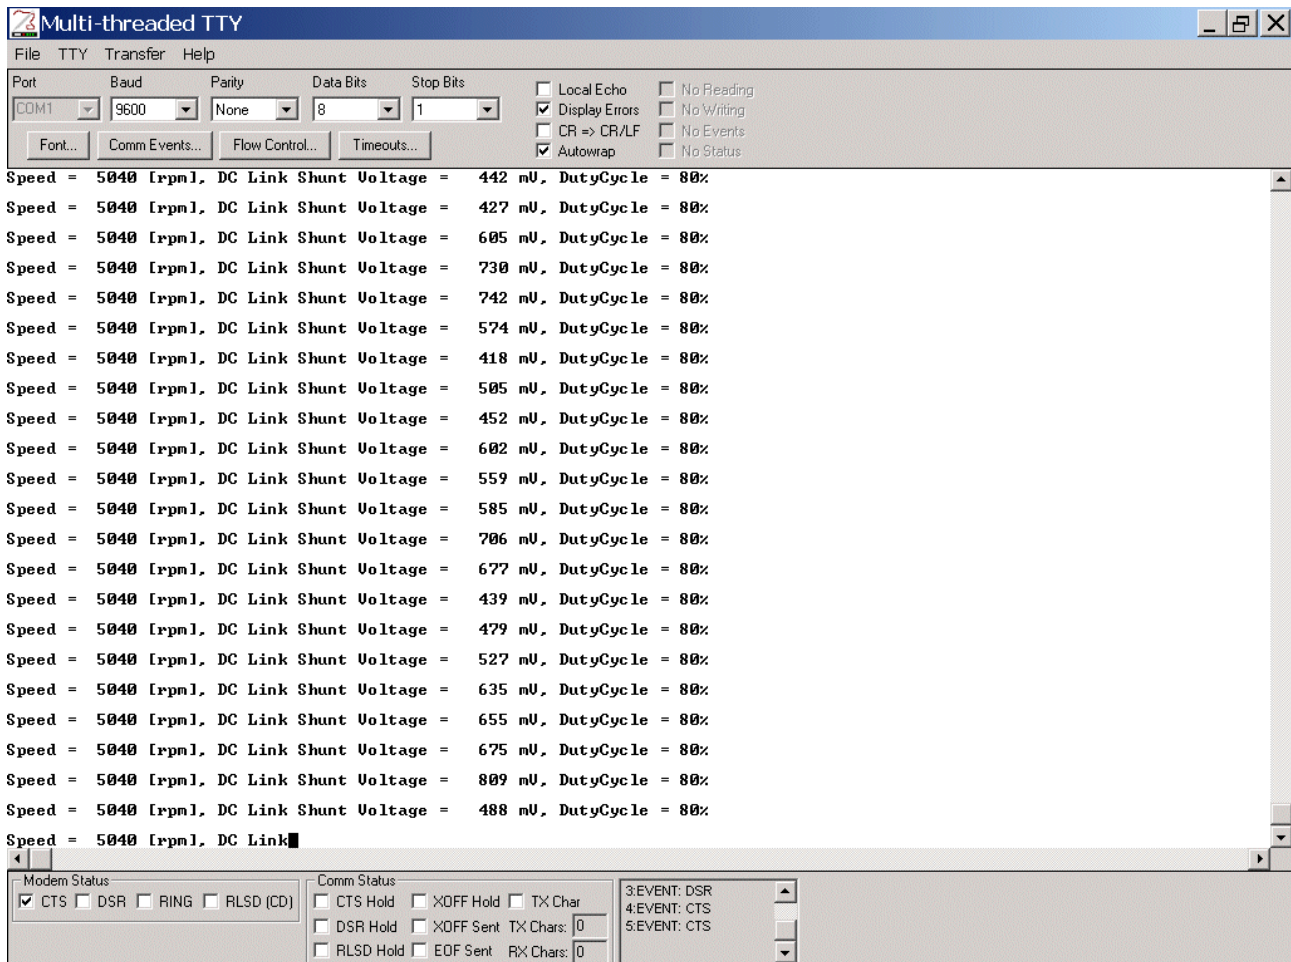 Multi-threaded TTY
File TTY Transfer Help
Port Baud Parity Data Bits Stop Bits
COM1 9600 None 8 1
Local Echo No Reading
Display Errors No Writing
CR => CR/LF No Events
Autowrap No Status
Font... Comm Events... Flow Control... Timeouts...
Speed = 5040 [rpm], DC Link Shunt Voltage = 442 mV, DutyCycle = 80%
Speed = 5040 [rpm], DC Link Shunt Voltage = 427 mV, DutyCycle = 80%
Speed = 5040 [rpm], DC Link Shunt Voltage = 605 mV, DutyCycle = 80%
Speed = 5040 [rpm], DC Link Shunt Voltage = 730 mV, DutyCycle = 80%
Speed = 5040 [rpm], DC Link Shunt Voltage = 742 mV, DutyCycle = 80%
Speed = 5040 [rpm], DC Link Shunt Voltage = 574 mV, DutyCycle = 80%
Speed = 5040 [rpm], DC Link Shunt Voltage = 418 mV, DutyCycle = 80%
Speed = 5040 [rpm], DC Link Shunt Voltage = 505 mV, DutyCycle = 80%
Speed = 5040 [rpm], DC Link Shunt Voltage = 452 mV, DutyCycle = 80%
Speed = 5040 [rpm], DC Link Shunt Voltage = 602 mV, DutyCycle = 80%
Speed = 5040 [rpm], DC Link Shunt Voltage = 559 mV, DutyCycle = 80%
Speed = 5040 [rpm], DC Link Shunt Voltage = 585 mV, DutyCycle = 80%
Speed = 5040 [rpm], DC Link Shunt Voltage = 706 mV, DutyCycle = 80%
Speed = 5040 [rpm], DC Link Shunt Voltage = 677 mV, DutyCycle = 80%
Speed = 5040 [rpm], DC Link Shunt Voltage = 439 mV, DutyCycle = 80%
Speed = 5040 [rpm], DC Link Shunt Voltage = 479 mV, DutyCycle = 80%
Speed = 5040 [rpm], DC Link Shunt Voltage = 527 mV, DutyCycle = 80%
Speed = 5040 [rpm], DC Link Shunt Voltage = 635 mV, DutyCycle = 80%
Speed = 5040 [rpm], DC Link Shunt Voltage = 655 mV, DutyCycle = 80%
Speed = 5040 [rpm], DC Link Shunt Voltage = 675 mV, DutyCycle = 80%
Speed = 5040 [rpm], DC Link Shunt Voltage = 809 mV, DutyCycle = 80%
Speed = 5040 [rpm], DC Link Shunt Voltage = 488 mV, DutyCycle = 80%
Speed = 5040 [rpm], DC Link
Modem Status
CTS DSR RING RLSD (CD)
Comm Status
CTS Hold XOFF Hold TX Char
DSR Hold XOFF Sent TX Chars: 0
RLSD Hold EOF Sent RX Chars: 0
3:EVENT: DSR
4:EVENT: CTS
5:EVENT: CTS